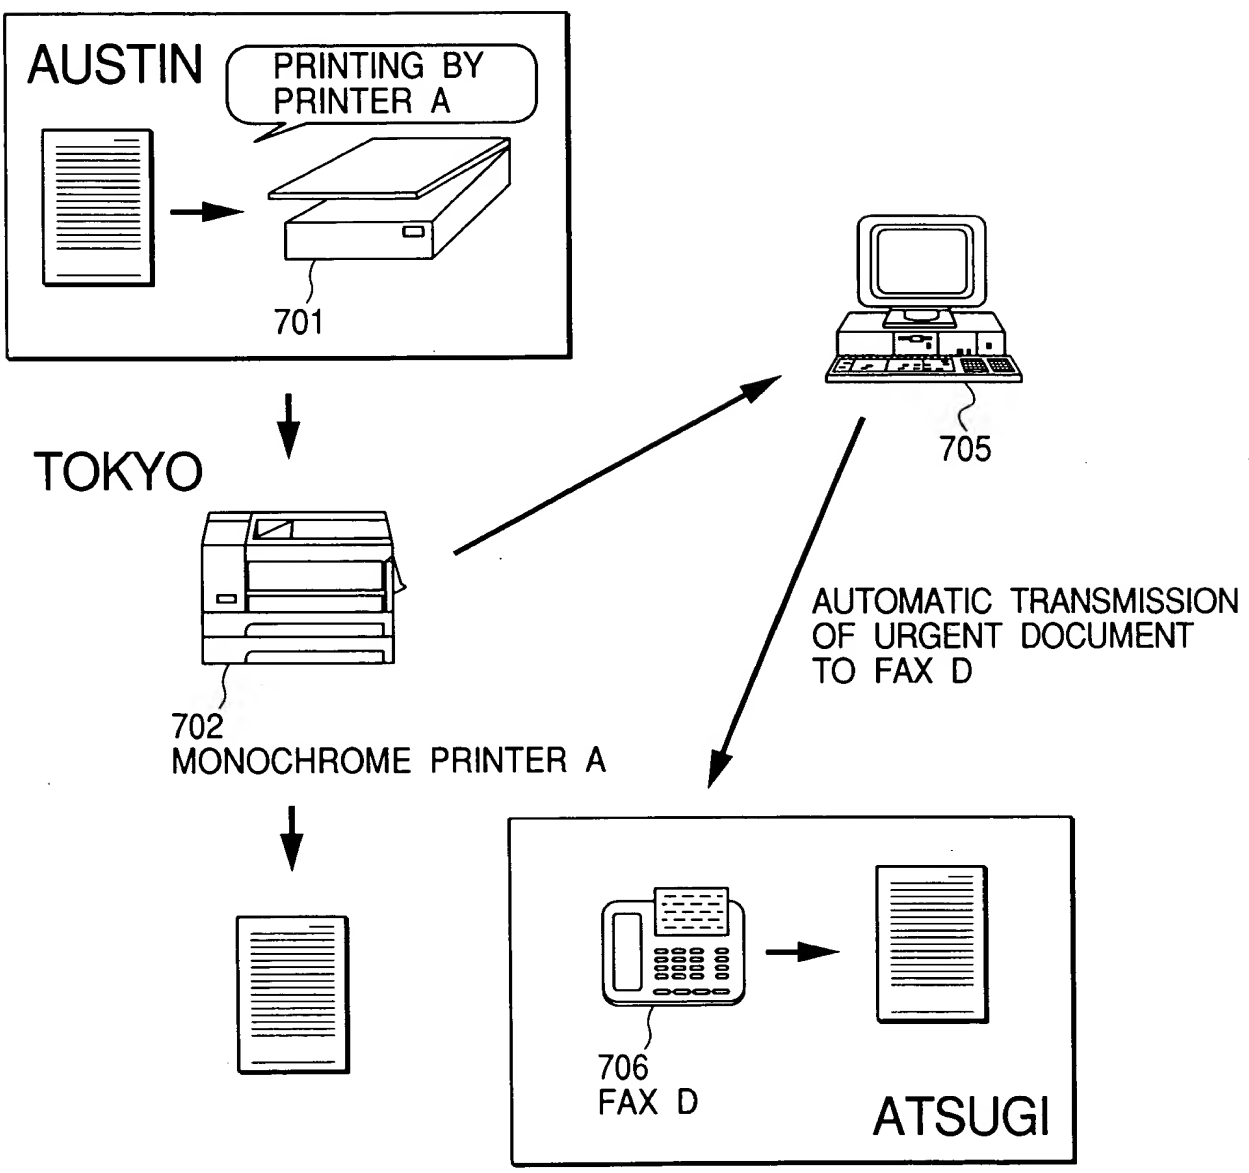 AUSTIN
PRINTING BY
PRINTER A
701
705
TOKYO
AUTOMATIC TRANSMISSION
OF URGENT DOCUMENT
TO FAX D
702
MONOCHROME PRINTER A
706
FAX D
ATSUGI